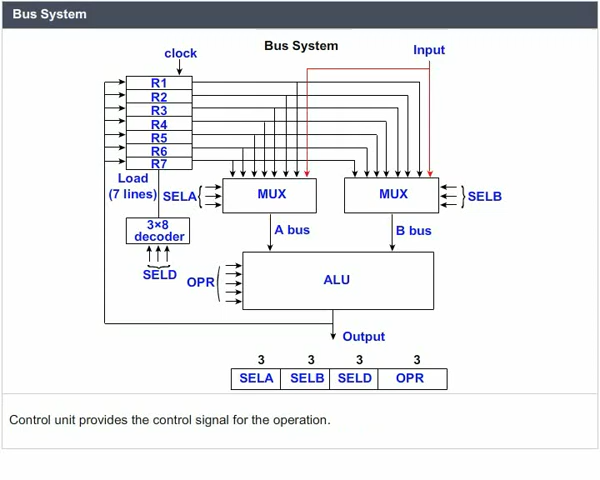 Bus System
Bus System
clock
Input
R1
R2
R3
R4
R5
R6
R7
Load
(7 lines)
SELA
MUX
MUX
SELB
3×8
decoder
A bus
B bus
SELD
OPR
ALU
Output
3 3 3 3
SELA SELB SELD OPR
Control unit provides the control signal for the operation.